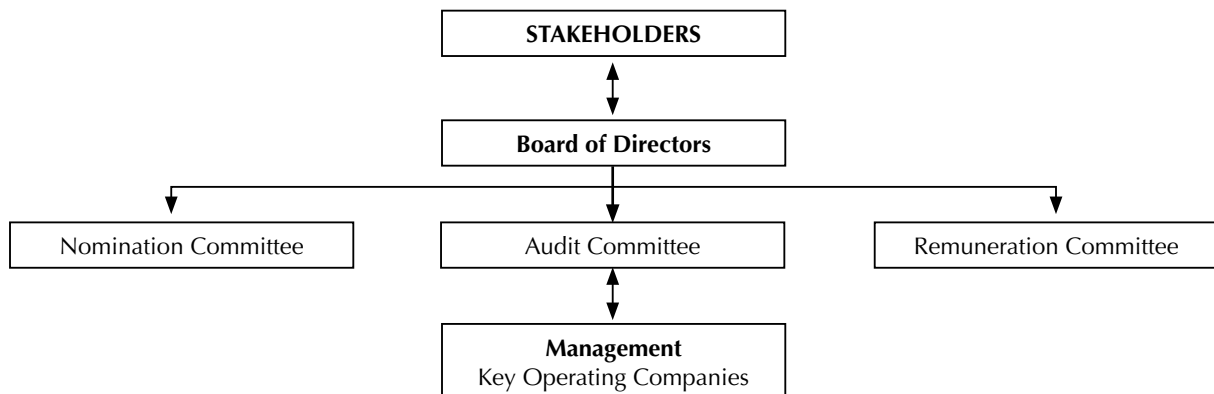 STAKEHOLDERS
Board of Directors
Nomination Committee
Audit Committee
Remuneration Committee
Management
Key Operating Companies